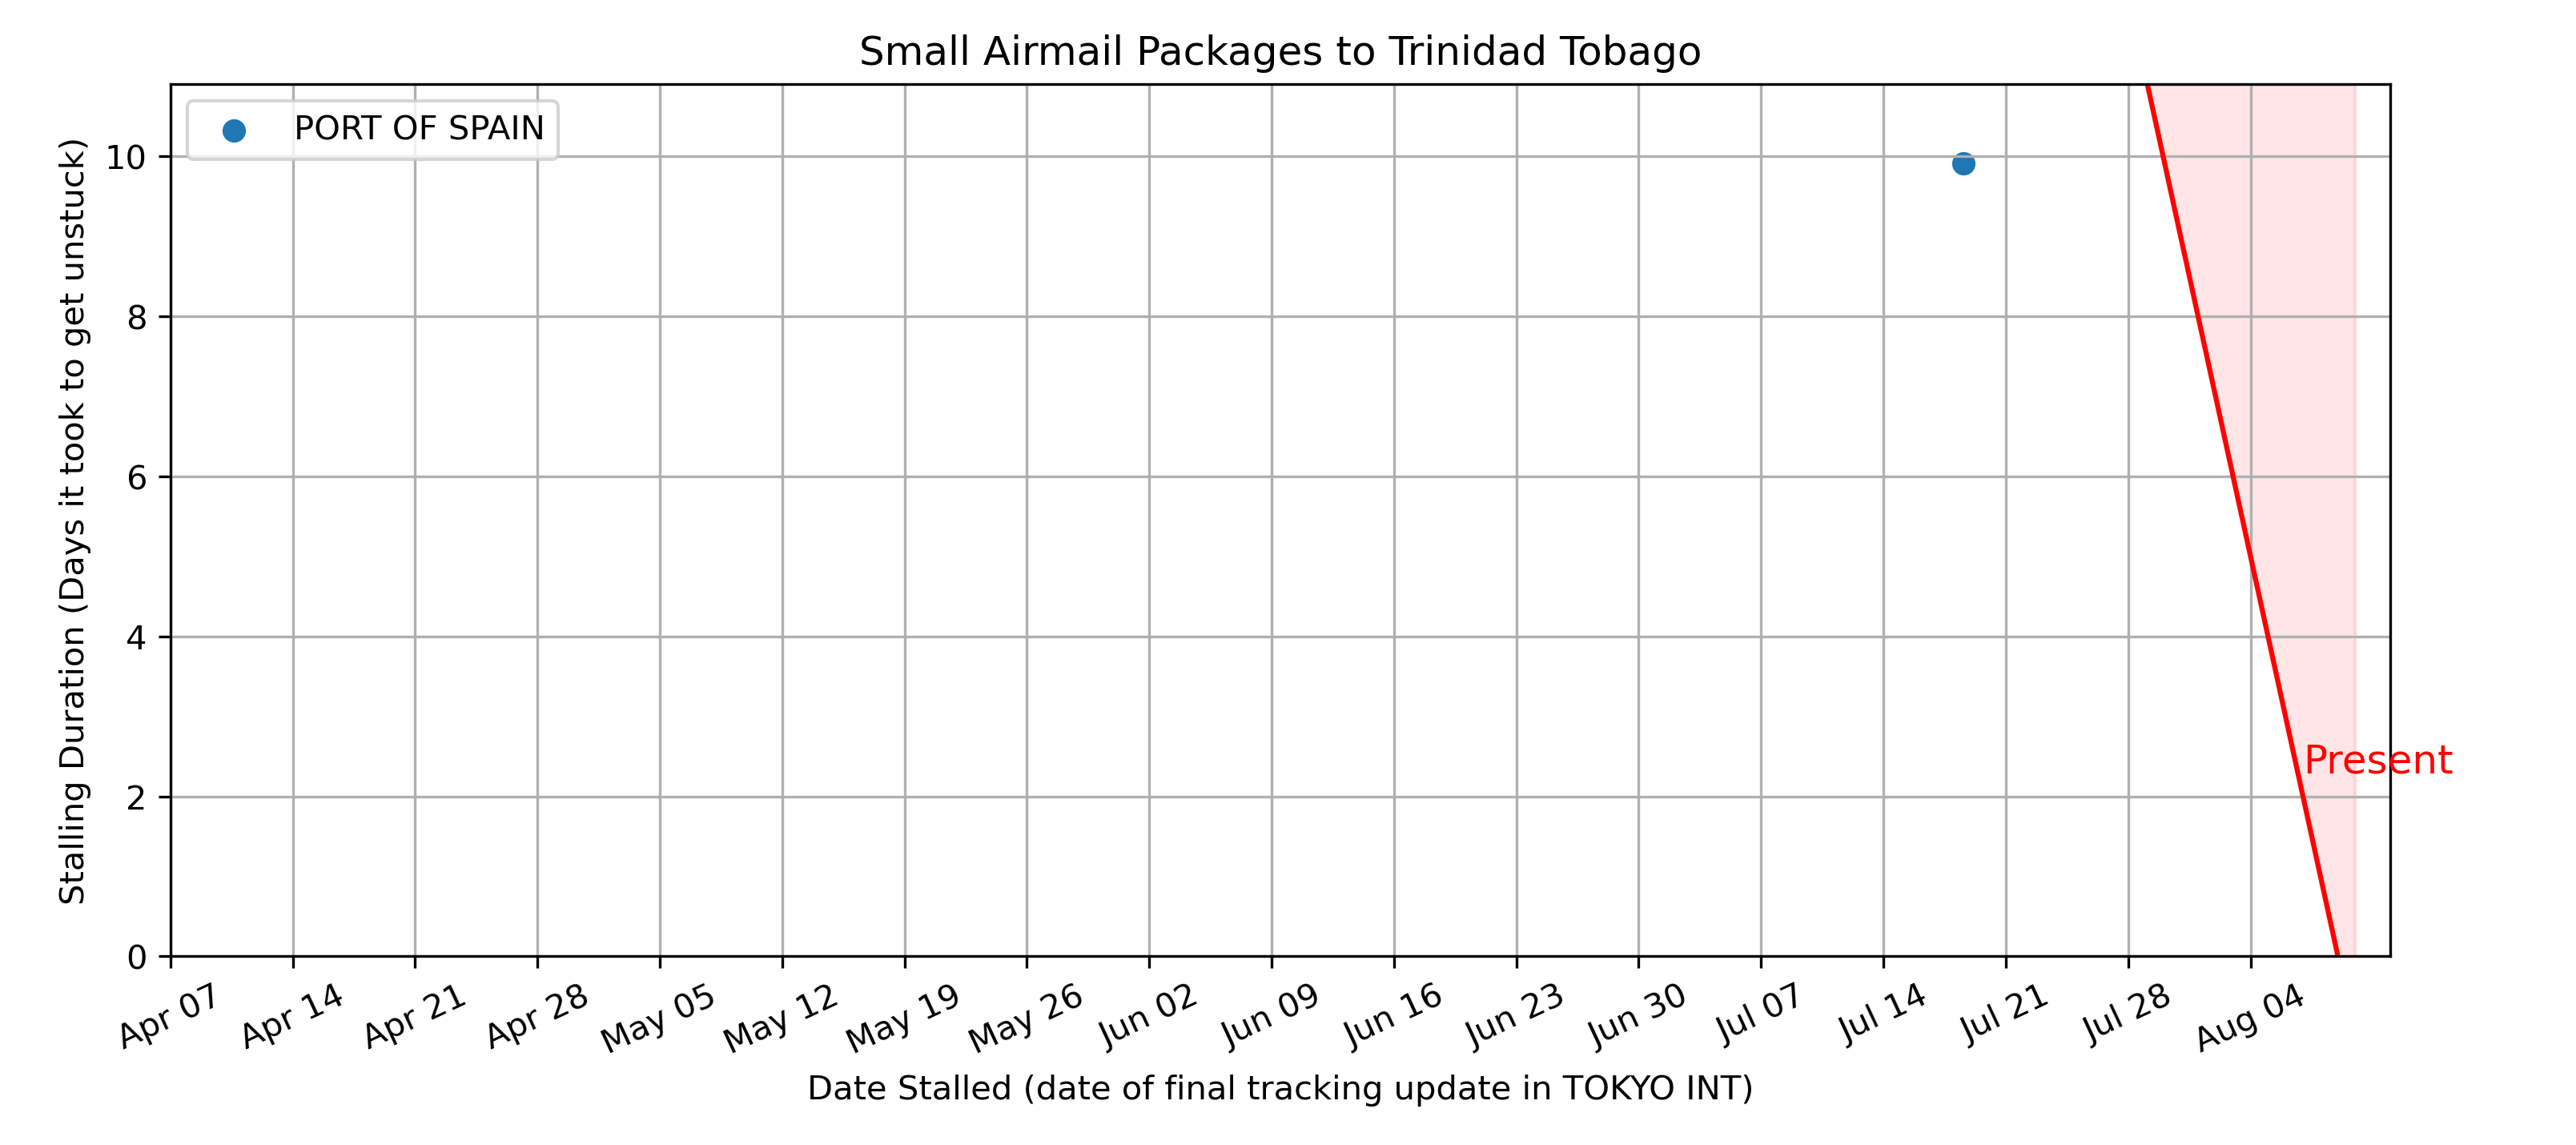 Small Airmail Packages to Trinidad Tobago
PORT OF SPAIN
Stalling Duration (Days it took to get unstuck)
10
8
6
4
2
0
Present
Apr 07
Apr 14
Apr 21
Apr 28
May 05
May 12
May 19
May 26
Jun 02
Jun 09
Jun 16
Jun 23
Jun 30
Jul 07
Jul 14
Jul 21
Jul 28
Aug 04
Date Stalled (date of final tracking update in TOKYO INT)